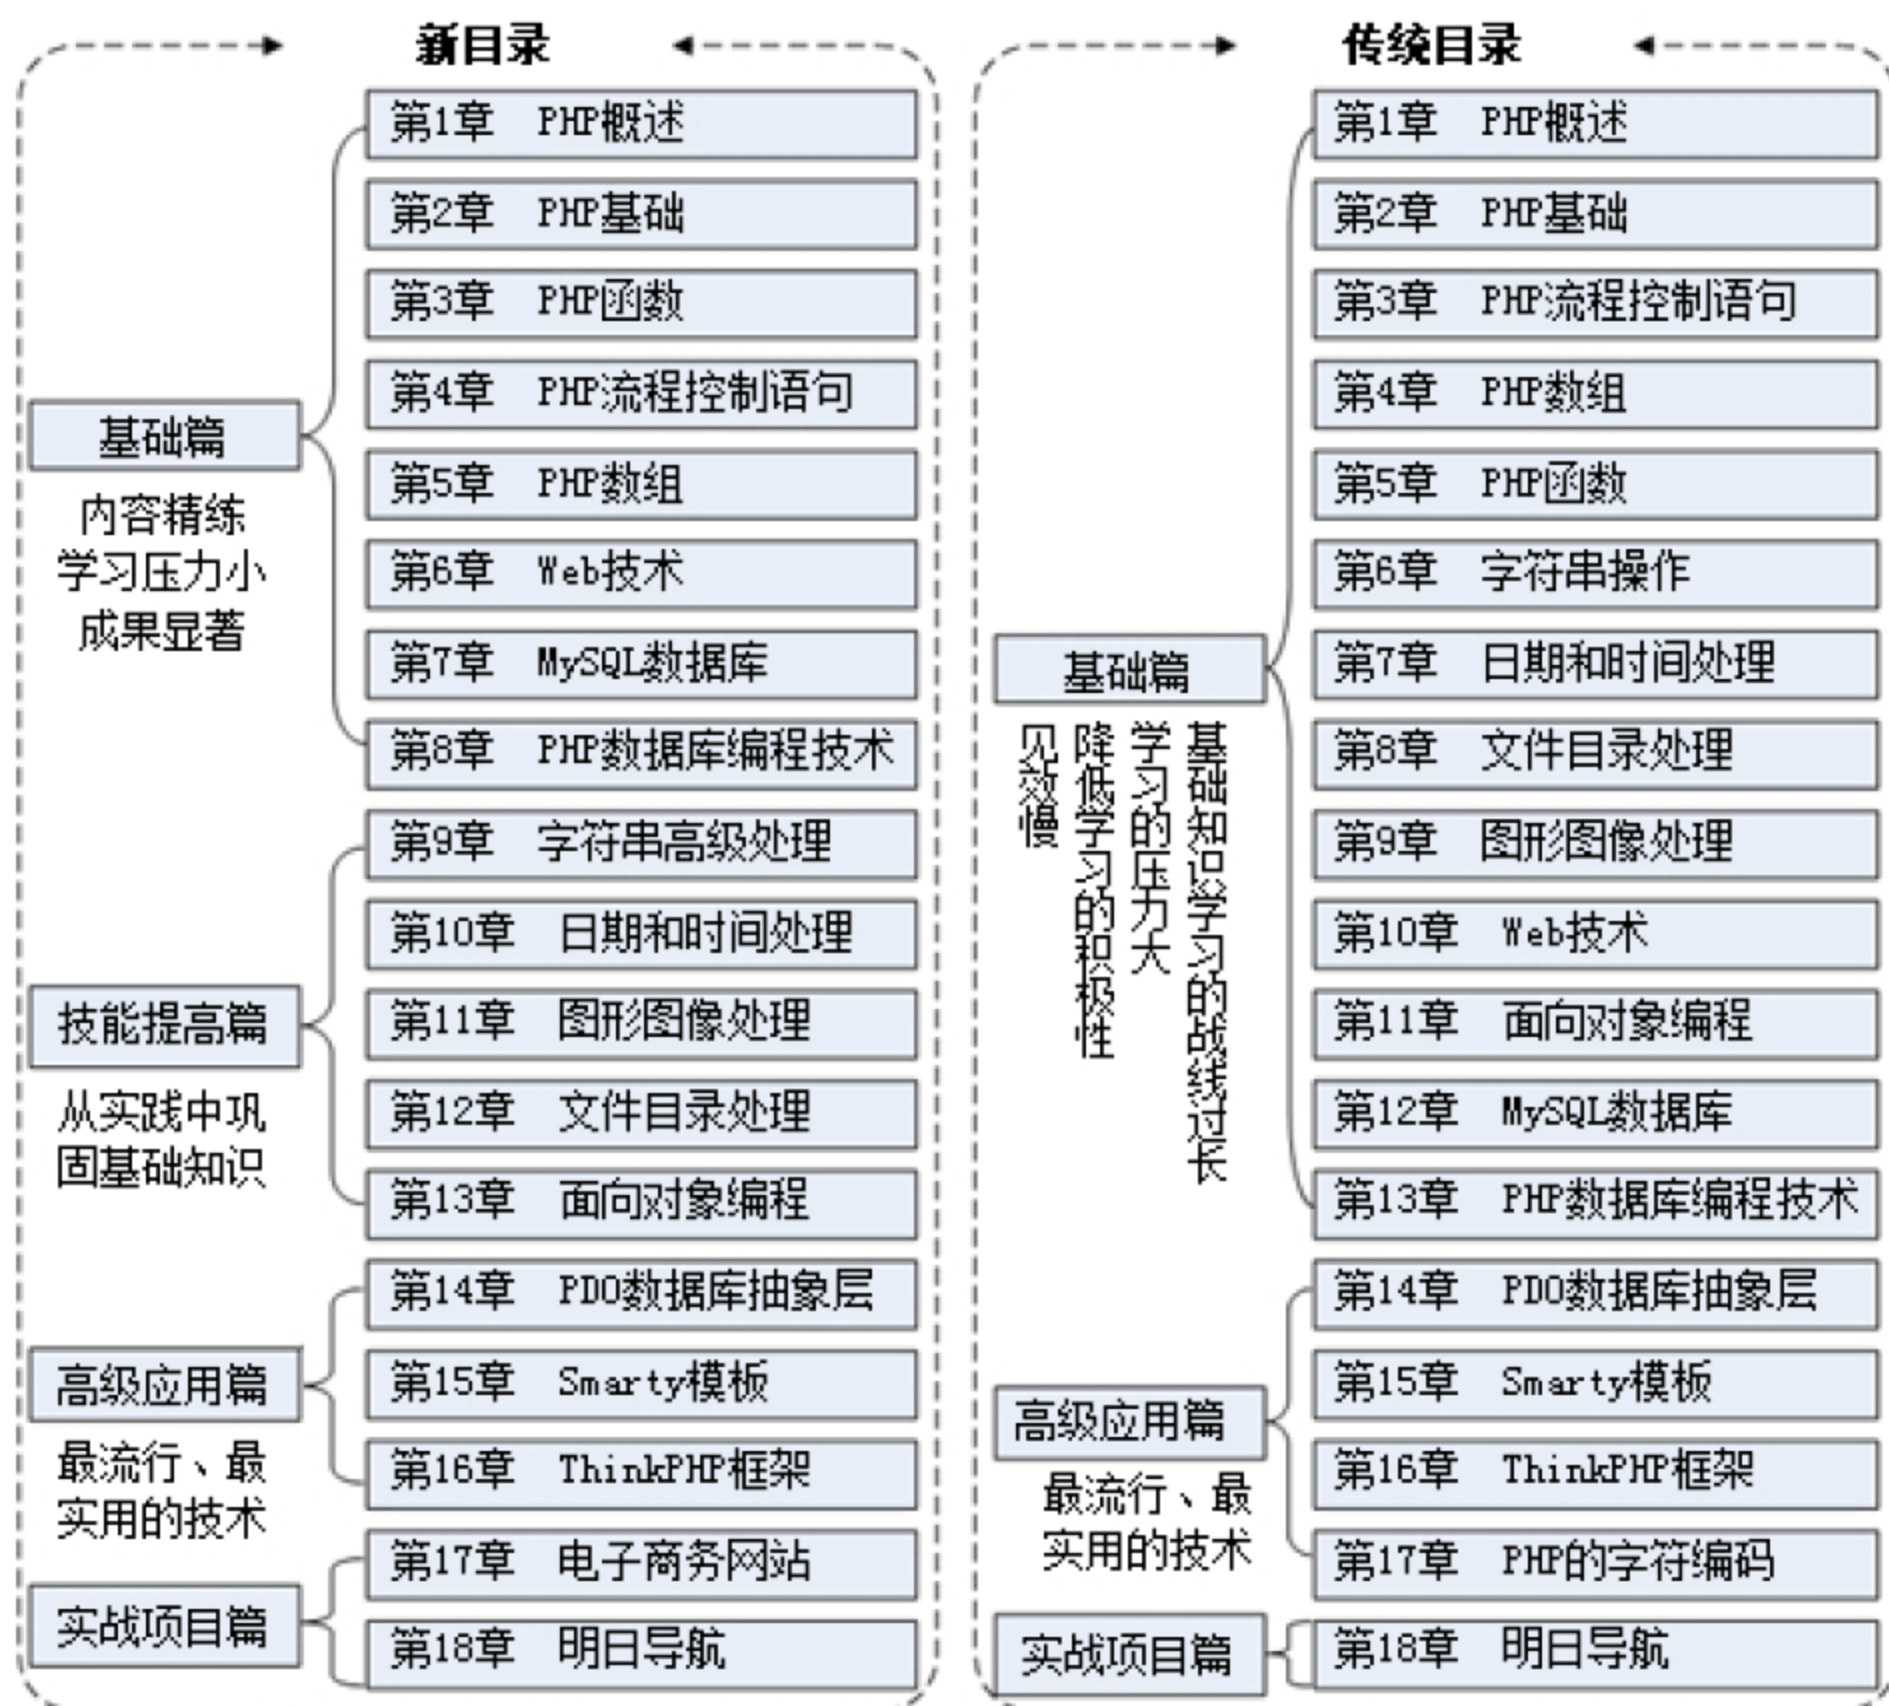 新目录
基础篇
内容精练
学习压力小
成果显著
第1章 PHP概述
第2章 PHP基础
第3章 PHP函数
第4章 PHP流程控制语句
第5章 PHP数组
第6章 Web技术
第7章 MySQL数据库
第8章 PHP数据库编程技术
技能提高篇
从实践中巩
固基础知识
第9章 字符串高级处理
第10章 日期和时间处理
第11章 图形图像处理
第12章 文件目录处理
第13章 面向对象编程
高级应用篇
最流行、最
实用的技术
第14章 PDO数据库抽象层
第15章 Smarty模板
第16章 ThinkPHP框架
实战项目篇
第17章 电子商务网站
第18章 明日导航
传统目录
基础篇
基础知识学习的战线过长
学习的压力大
降低学习的积极性
见效慢
第1章 PHP概述
第2章 PHP基础
第3章 PHP流程控制语句
第4章 PHP数组
第5章 PHP函数
第6章 字符串操作
第7章 日期和时间处理
第8章 文件目录处理
第9章 图形图像处理
第10章 Web技术
第11章 面向对象编程
第12章 MySQL数据库
第13章 PHP数据库编程技术
高级应用篇
最流行、最
实用的技术
第14章 PDO数据库抽象层
第15章 Smarty模板
第16章 ThinkPHP框架
第17章 PHP的字符编码
实战项目篇
第18章 明日导航